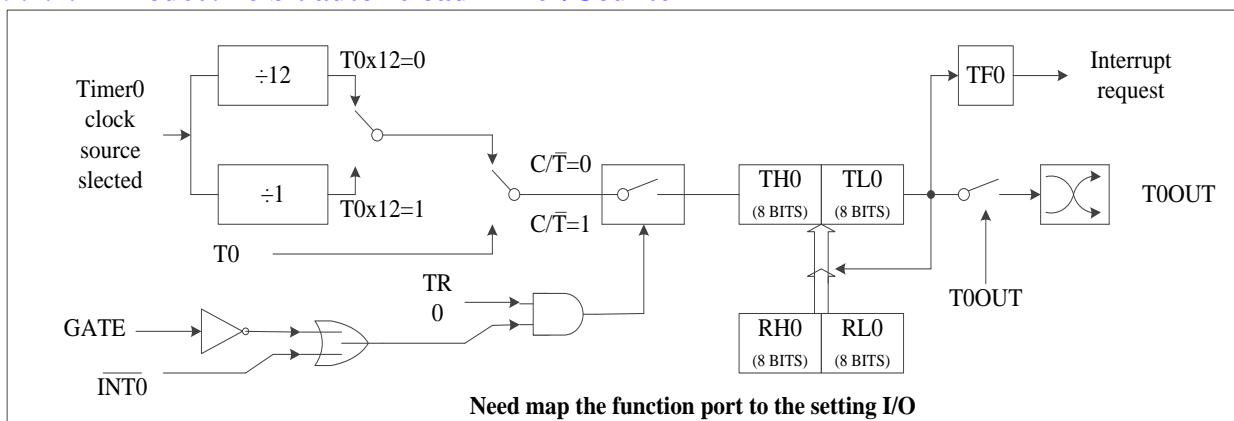 ÷12
T0x12=0
Timer0
clock
source
slected
÷1
T0x12=1
T0
C/T̅=0
C/T̅=1
TH0
(8 BITS)
TL0
(8 BITS)
TF0
Interrupt
request
T0OUT
T0OUT
TR
0
GATE
INT0
RH0
(8 BITS)
RL0
(8 BITS)
Need map the function port to the setting I/O